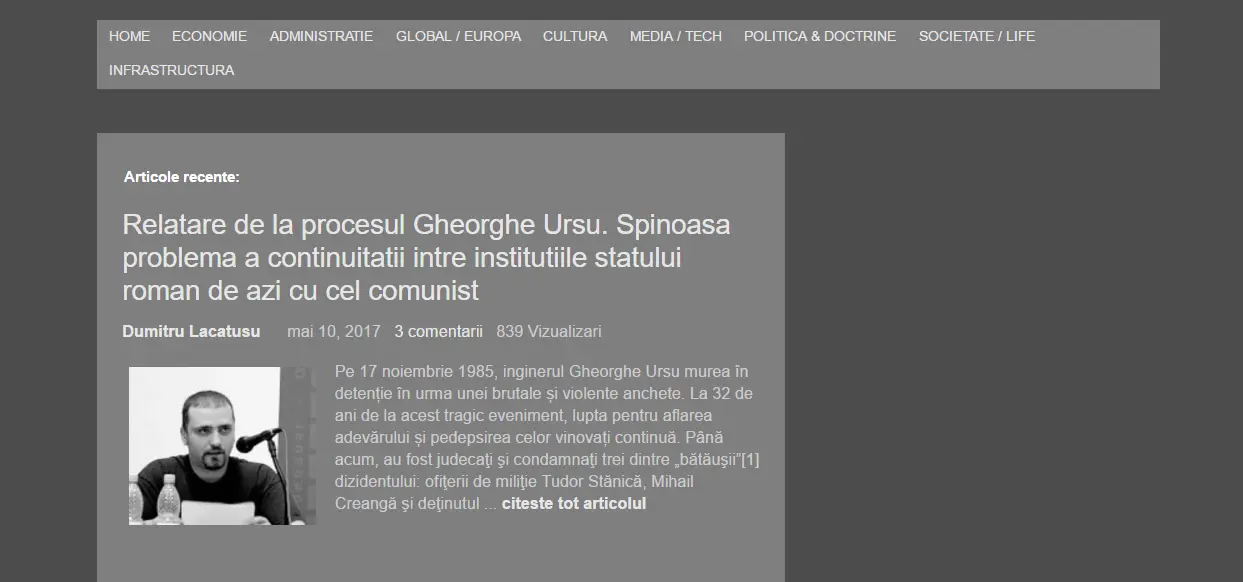 HOME ECONOMIE ADMINISTRATIE GLOBAL / EUROPA CULTURA MEDIA / TECH POLITICA & DOCTRINE SOCIETATE / LIFE
INFRASTRUCTURA
Articole recente:
Relatare de la procesul Gheorghe Ursu. Spinoasa
problema a continuitatii intre institutiile statului
roman de azi cu cel comunist
Dumitru Lacatusu mai 10, 2017 3 comentarii 839 Vizualizari
Pe 17 noiembrie 1985, inginerul Gheorghe Ursu murea în
detenție în urma unei brutale și violente anchete. La 32 de
ani de la acest tragic eveniment, lupta pentru aflarea
adevărului și pedepsirea celor vinovați continuă. Până
acum, au fost judecaţi şi condamnaţi trei dintre „bătăuşii”[1]
dizidentului: ofiţerii de miliţie Tudor Stănică, Mihail
Creangă şi deţinutul ... citeste tot articolul